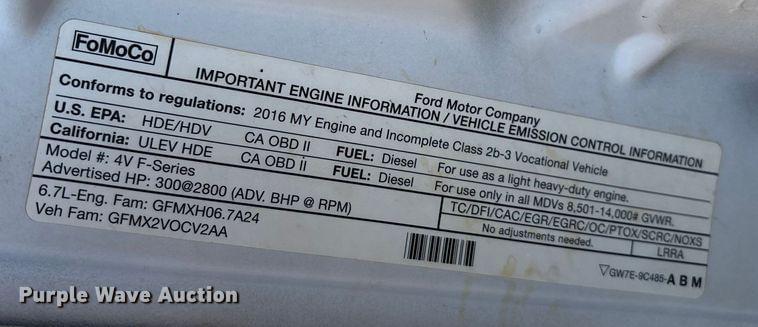 FoMoCo
Ford Motor Company
IMPORTANT ENGINE INFORMATION / VEHICLE EMISSION CONTROL INFORMATION
Conforms to regulations: 2016 MY Engine and Incomplete Class 2b-3 Vocational Vehicle
U.S. EPA: HDE/HDV CA OBD II FUEL: Diesel For use as a light heavy-duty engine.
California: ULEV HDE CA OBD II FUEL: Diesel For use only in all MDVs 8,501-14,000# GVWR.
Model #: 4V F-Series
TC/DFI/CAC/EGR/EGRC/OC/PTOX/SCRC/NOXS
Advertised HP: 300@2800 (ADV. BHP @ RPM)
No adjustments needed.
6.7L-Eng. Fam: GFMXH06.7A24
LRRA
Veh Fam: GFMX2VOCV2AA
▽GW7E-9C485-ABM
Purple Wave Auction